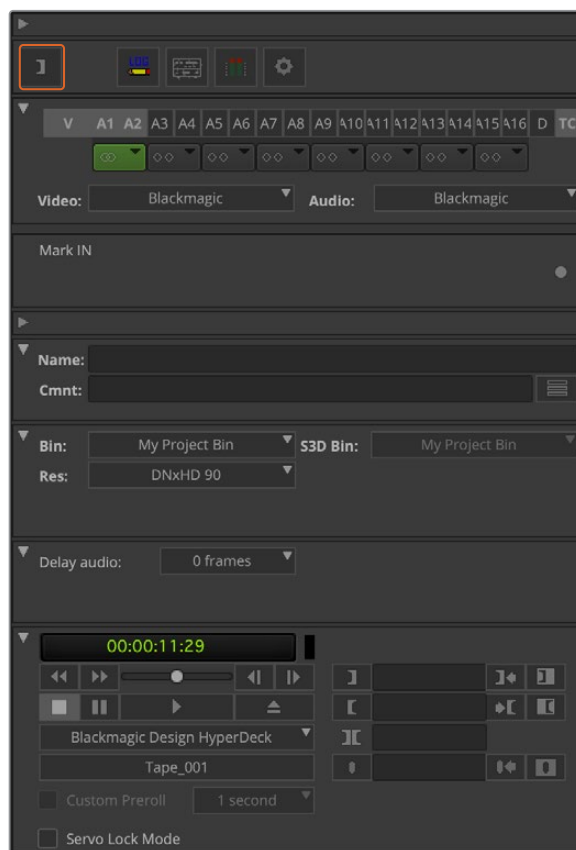 LOG
V A1 A2 A3 A4 A5 A6 A7 A8 A9 A10 A11 A12 A13 A14 A15 A16 D TC
Video: Blackmagic Audio: Blackmagic
Mark IN
Name:
Cmnt:
Bin: My Project Bin S3D Bin: My Project Bin
Res: DNxHD 90
Delay audio: 0 frames
00:00:11:29
Blackmagic Design HyperDeck
Tape_001
Custom Preroll 1 second
Servo Lock Mode